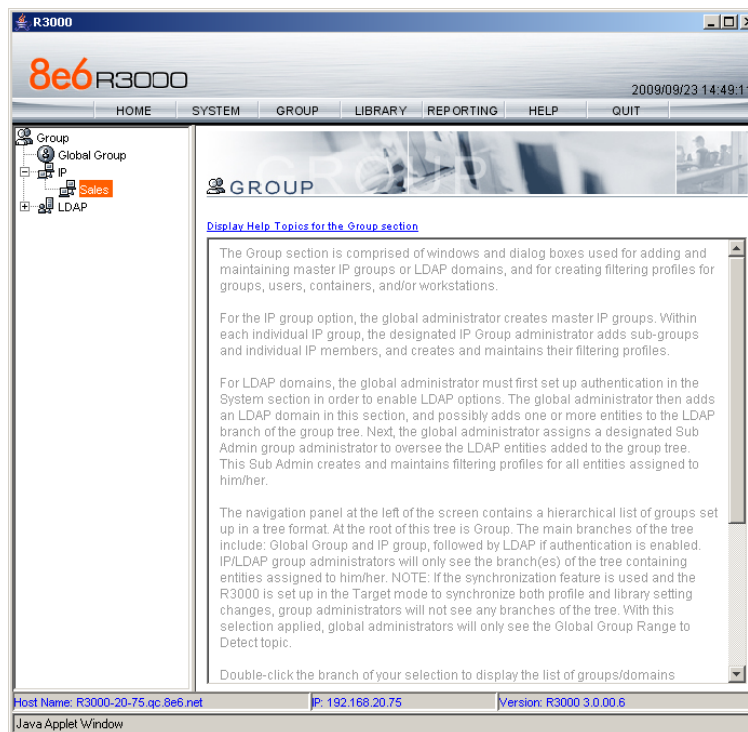 R3000
8e6 R3000
2009/09/23 14:49:11
HOME SYSTEM GROUP LIBRARY REPORTING HELP QUIT
Group
Global Group
IP
Sales
LDAP
GROUP
GROUP
Display Help Topics for the Group section
The Group section is comprised of windows and dialog boxes used for adding and
maintaining master IP groups or LDAP domains, and for creating filtering profiles for
groups, users, containers, and/or workstations.
For the IP group option, the global administrator creates master IP groups. Within
each individual IP group, the designated IP Group administrator adds sub-groups
and individual IP members, and creates and maintains their filtering profiles.
For LDAP domains, the global administrator must first set up authentication in the
System section in order to enable LDAP options. The global administrator then adds
an LDAP domain in this section, and possibly adds one or more entities to the LDAP
branch of the group tree. Next, the global administrator assigns a designated Sub
Admin group administrator to oversee the LDAP entities added to the group tree.
This Sub Admin creates and maintains filtering profiles for all entities assigned to
him/her.
The navigation panel at the left of the screen contains a hierarchical list of groups set
up in a tree format. At the root of this tree is Group. The main branches of the tree
include: Global Group and IP group, followed by LDAP if authentication is enabled.
IP/LDAP group administrators will only see the branch(es) of the tree containing
entities assigned to him/her. NOTE: If the synchronization feature is used and the
R3000 is set up in the Target mode to synchronize both profile and library setting
changes, group administrators will not see any branches of the tree. With this
selection applied, global administrators will only see the Global Group Range to
Detect topic.
Double-click the branch of your selection to display the list of groups/domains
Host Name: R3000-20-75.qc.8e6.net IP: 192.168.20.75 Version: R3000 3.0.00.6
Java Applet Window